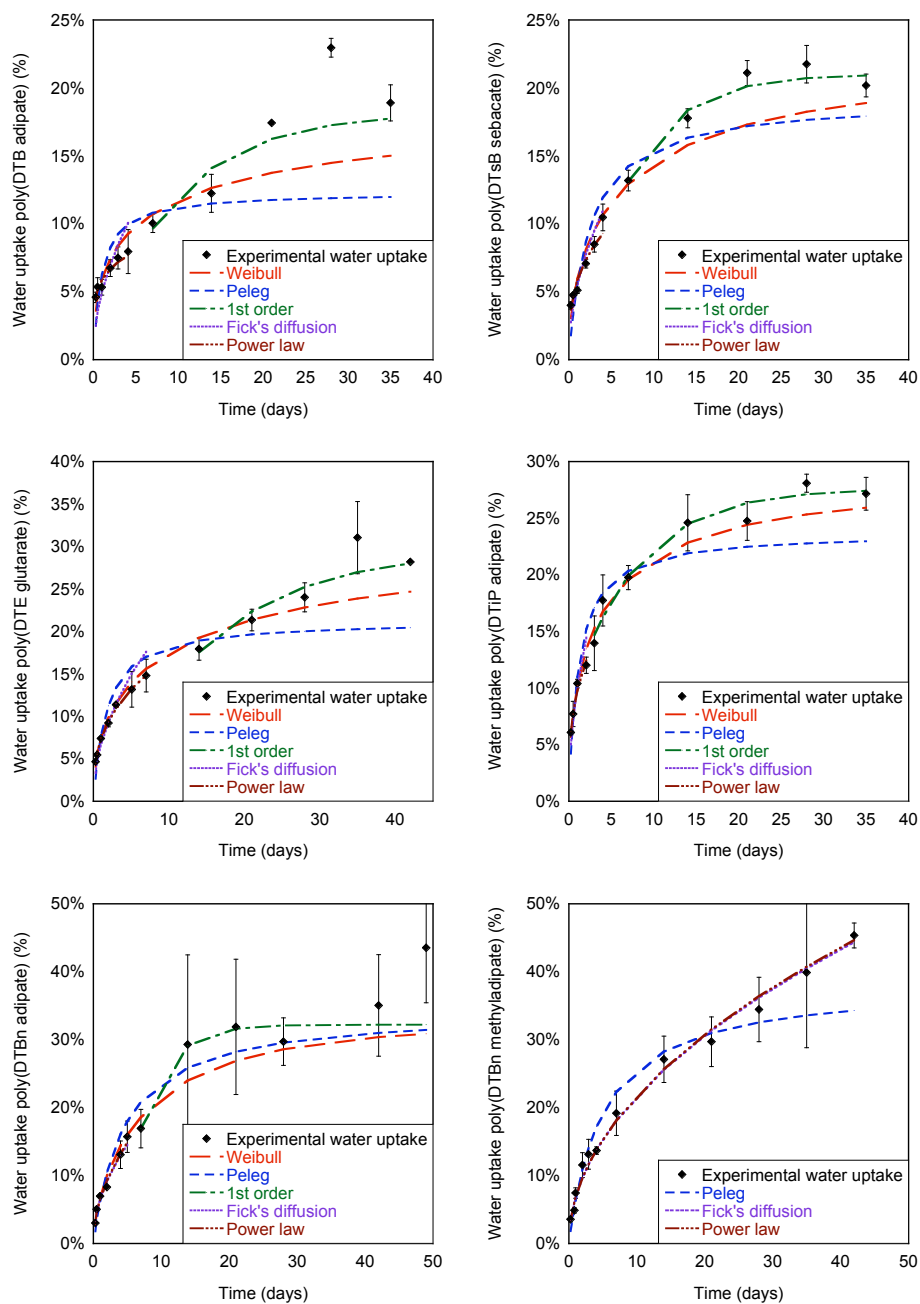 Water uptake poly(DTB adipate) (%)
25%
20%
15%
10%
5%
0%
Experimental water uptake
Weibull
Peleg
1st order
Fick's diffusion
Power law
0 5 10 15 20 25 30 35 40
Time (days)
Water uptake poly(DTsB sebacate) (%)
25%
20%
15%
10%
5%
0%
Experimental water uptake
Weibull
Peleg
1st order
Fick's diffusion
Power law
0 5 10 15 20 25 30 35 40
Time (days)
Water uptake poly(DTE glutarate) (%)
40%
35%
30%
25%
20%
15%
10%
5%
0%
Experimental water uptake
Weibull
Peleg
1st order
Fick's diffusion
Power law
0 10 20 30 40
Time (days)
Water uptake poly(DTiP adipate) (%)
30%
25%
20%
15%
10%
5%
0%
Experimental water uptake
Weibull
Peleg
1st order
Fick's diffusion
Power law
0 5 10 15 20 25 30 35 40
Time (days)
Water uptake poly(DTBn adipate) (%)
50%
40%
30%
20%
10%
0%
Experimental water uptake
Weibull
Peleg
1st order
Fick's diffusion
Power law
0 10 20 30 40 50
Time (days)
Water uptake poly(DTBn methyladipate) (%)
50%
40%
30%
20%
10%
0%
Experimental water uptake
Peleg
Fick's diffusion
Power law
0 10 20 30 40 50
Time (days)